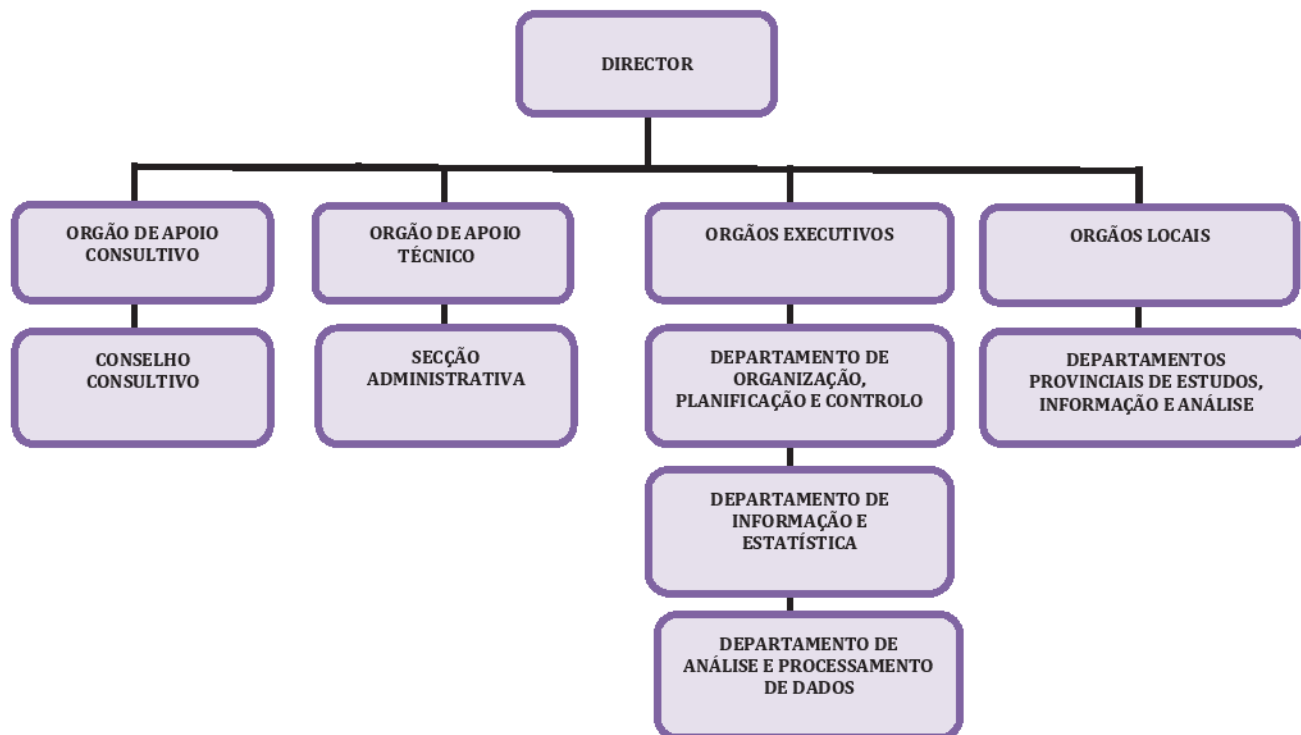 DIRECTOR
ORGÃO DE APOIO
CONSULTIVO
ORGÃO DE APOIO
TÉCNICO
ORGÃOS EXECUTIVOS
ORGÃOS LOCAIS
CONSELHO
CONSULTIVO
SECÇÃO
ADMINISTRATIVA
DEPARTAMENTO DE
ORGANIZAÇÃO,
PLANIFICAÇÃO E CONTROLO
DEPARTAMENTOS
PROVINCIAIS DE ESTUDOS,
INFORMAÇÃO E ANÁLISE
DEPARTAMENTO DE
INFORMAÇÃO E
ESTATÍSTICA
DEPARTAMENTO DE
ANÁLISE E PROCESSAMENTO
DE DADOS